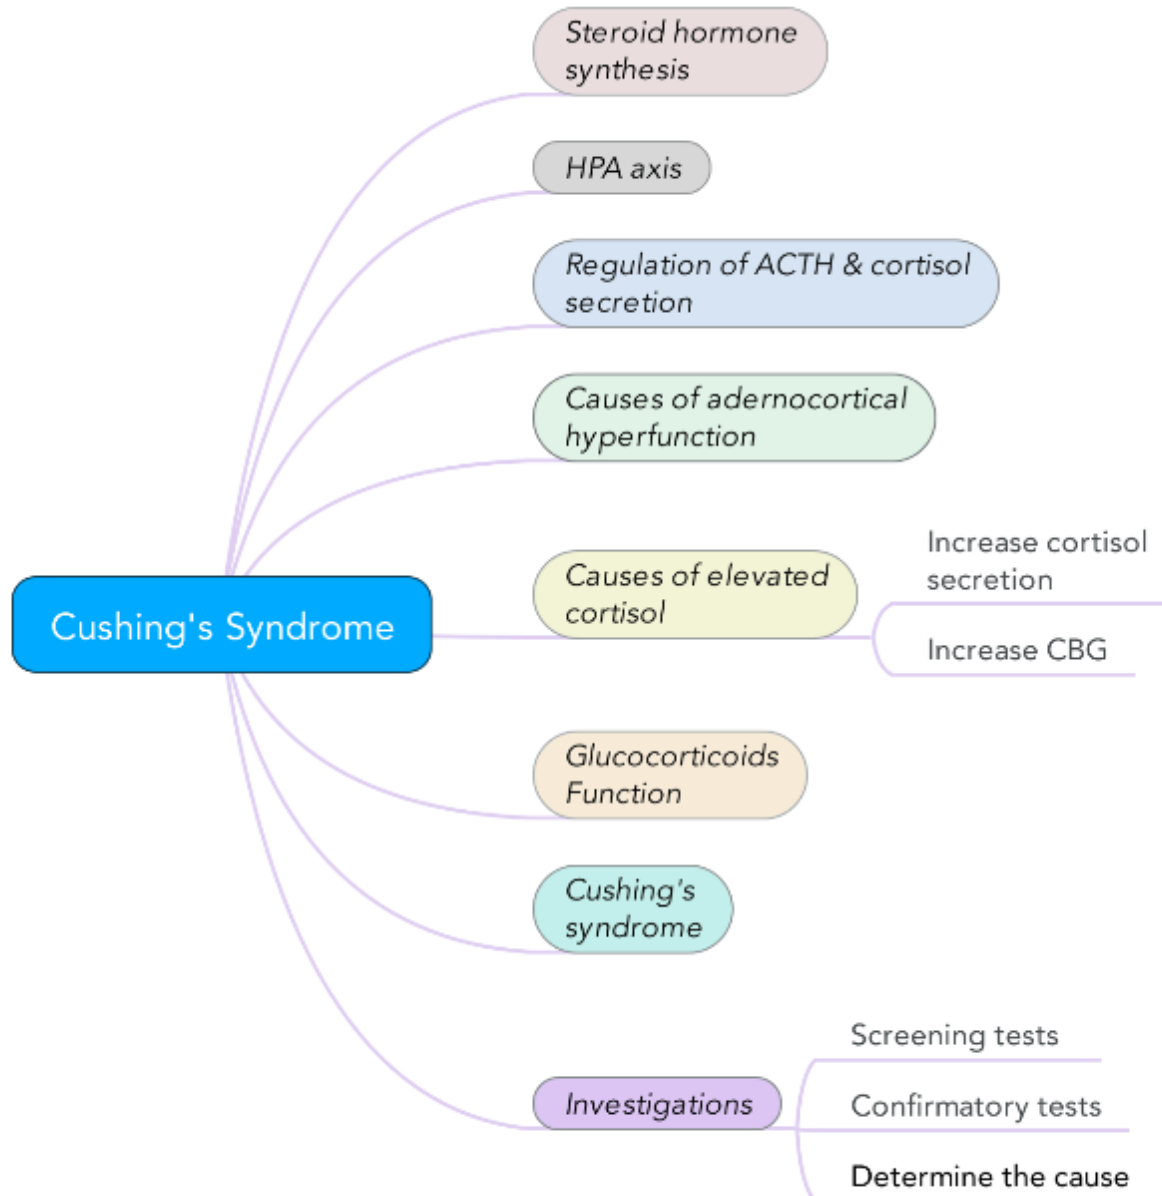 Steroid hormone
synthesis
HPA axis
Regulation of ACTH & cortisol
secretion
Causes of adernocortical
hyperfunction
Causes of elevated
cortisol
Increase cortisol
secretion
Increase CBG
Cushing's Syndrome
Glucocorticoids
Function
Cushing's
syndrome
Investigations
Screening tests
Confirmatory tests
Determine the cause